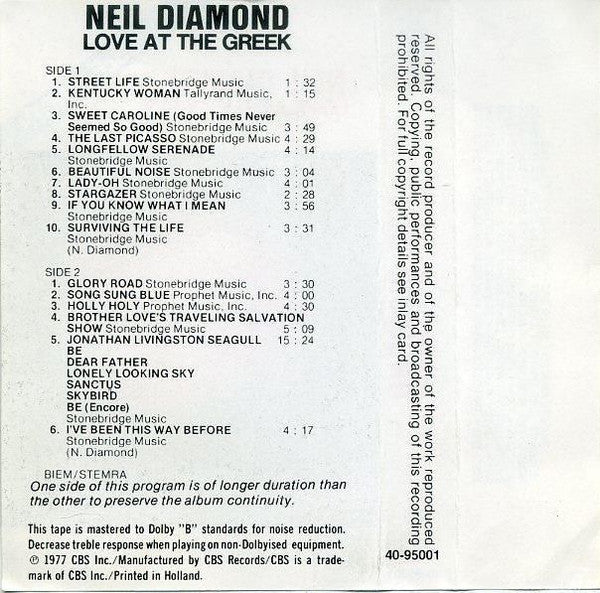 NEIL DIAMOND
LOVE AT THE GREEK
SIDE 1
1. STREET LIFE Stonebridge Music 1 : 32
2. KENTUCKY WOMAN Tallyrand Music, 1 : 15
Inc.
3. SWEET CAROLINE (Good Times Never
Seemed So Good) Stonebridge Music 3 : 49
4. THE LAST PICASSO Stonebridge Music 4 : 29
5. LONGFELLOW SERENADE 4 : 14
Stonebridge Music
6. BEAUTIFUL NOISE Stonebridge Music 3 : 04
7. LADY-OH Stonebridge Music 4 : 01
8. STARGAZER Stonebridge Music 2 : 28
9. IF YOU KNOW WHAT I MEAN 3 : 56
Stonebridge Music
10. SURVIVING THE LIFE 3 : 31
Stonebridge Music
(N. Diamond)
SIDE 2
1. GLORY ROAD Stonebridge Music 3 : 30
2. SONG SUNG BLUE Prophet Music, Inc. 4 : 00
3. HOLLY HOLY Prophet Music, Inc. 4 : 30
4. BROTHER LOVE'S TRAVELING SALVATION
SHOW Stonebridge Music 5 : 09
5. JONATHAN LIVINGSTON SEAGULL 15 : 24
BE
DEAR FATHER
LONELY LOOKING SKY
SANCTUS
SKYBIRD
BE (Encore)
Stonebridge Music
6. I'VE BEEN THIS WAY BEFORE 4 : 17
Stonebridge Music
(N. Diamond)
BIEM/STEMRA
One side of this program is of longer duration than
the other to preserve the album continuity.
This tape is mastered to Dolby "B" standards for noise reduction.
Decrease treble response when playing on non-Dolbyised equipment.
℗ 1977 CBS Inc./Manufactured by CBS Records/CBS is a trade-
mark of CBS Inc./Printed in Holland.
All rights of the record producer and of the owner of the work reproduced
reserved. Copying, public performances and broadcasting of this recording
prohibited. For full copyright details see inlay card.
40-95001